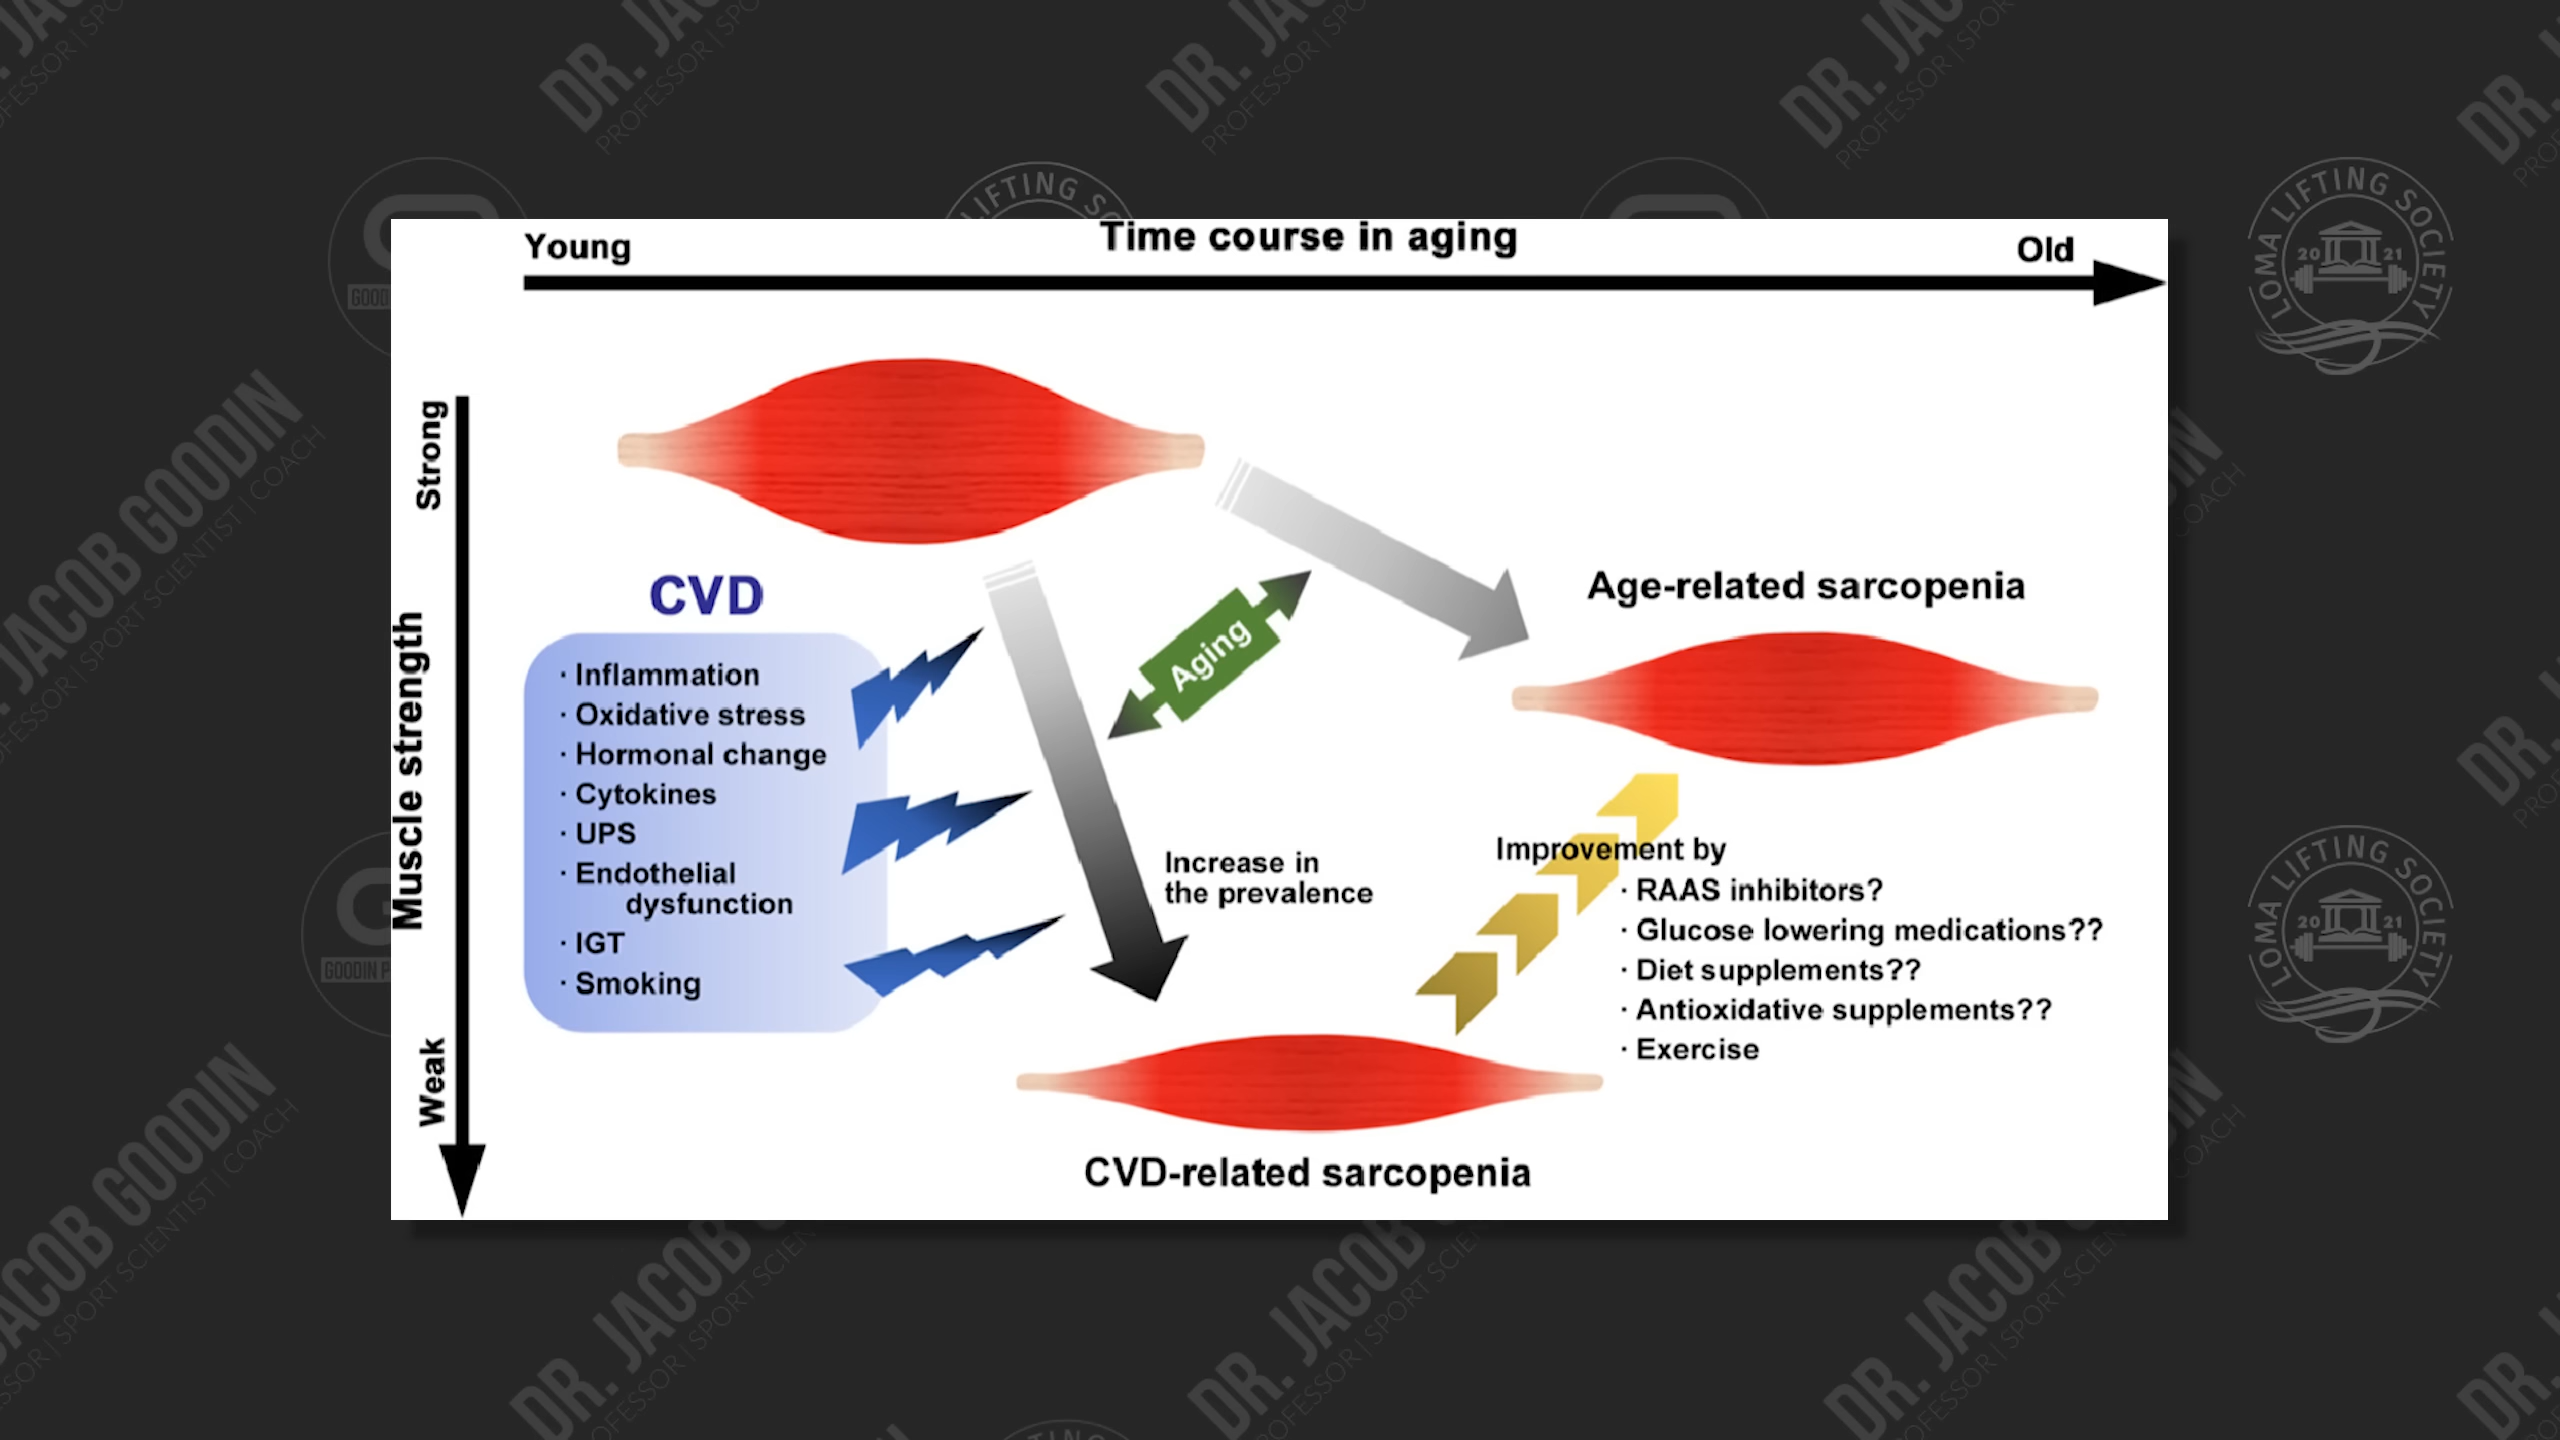 Time course in aging
Young
Old
Strong
Muscle strength
Weak
CVD
· Inflammation
· Oxidative stress
· Hormonal change
· Cytokines
· UPS
· Endothelial
dysfunction
· IGT
· Smoking
Aging
Increase in
the prevalence
Age-related sarcopenia
Improvement by
· RAAS inhibitors?
· Glucose lowering medications??
· Diet supplements??
· Antioxidative supplements??
· Exercise
CVD-related sarcopenia
DR. JACOB GOODIN
PROFESSOR | SPORT SCIENTIST | COACH
LOMA LIFTING SOCIETY
20 21